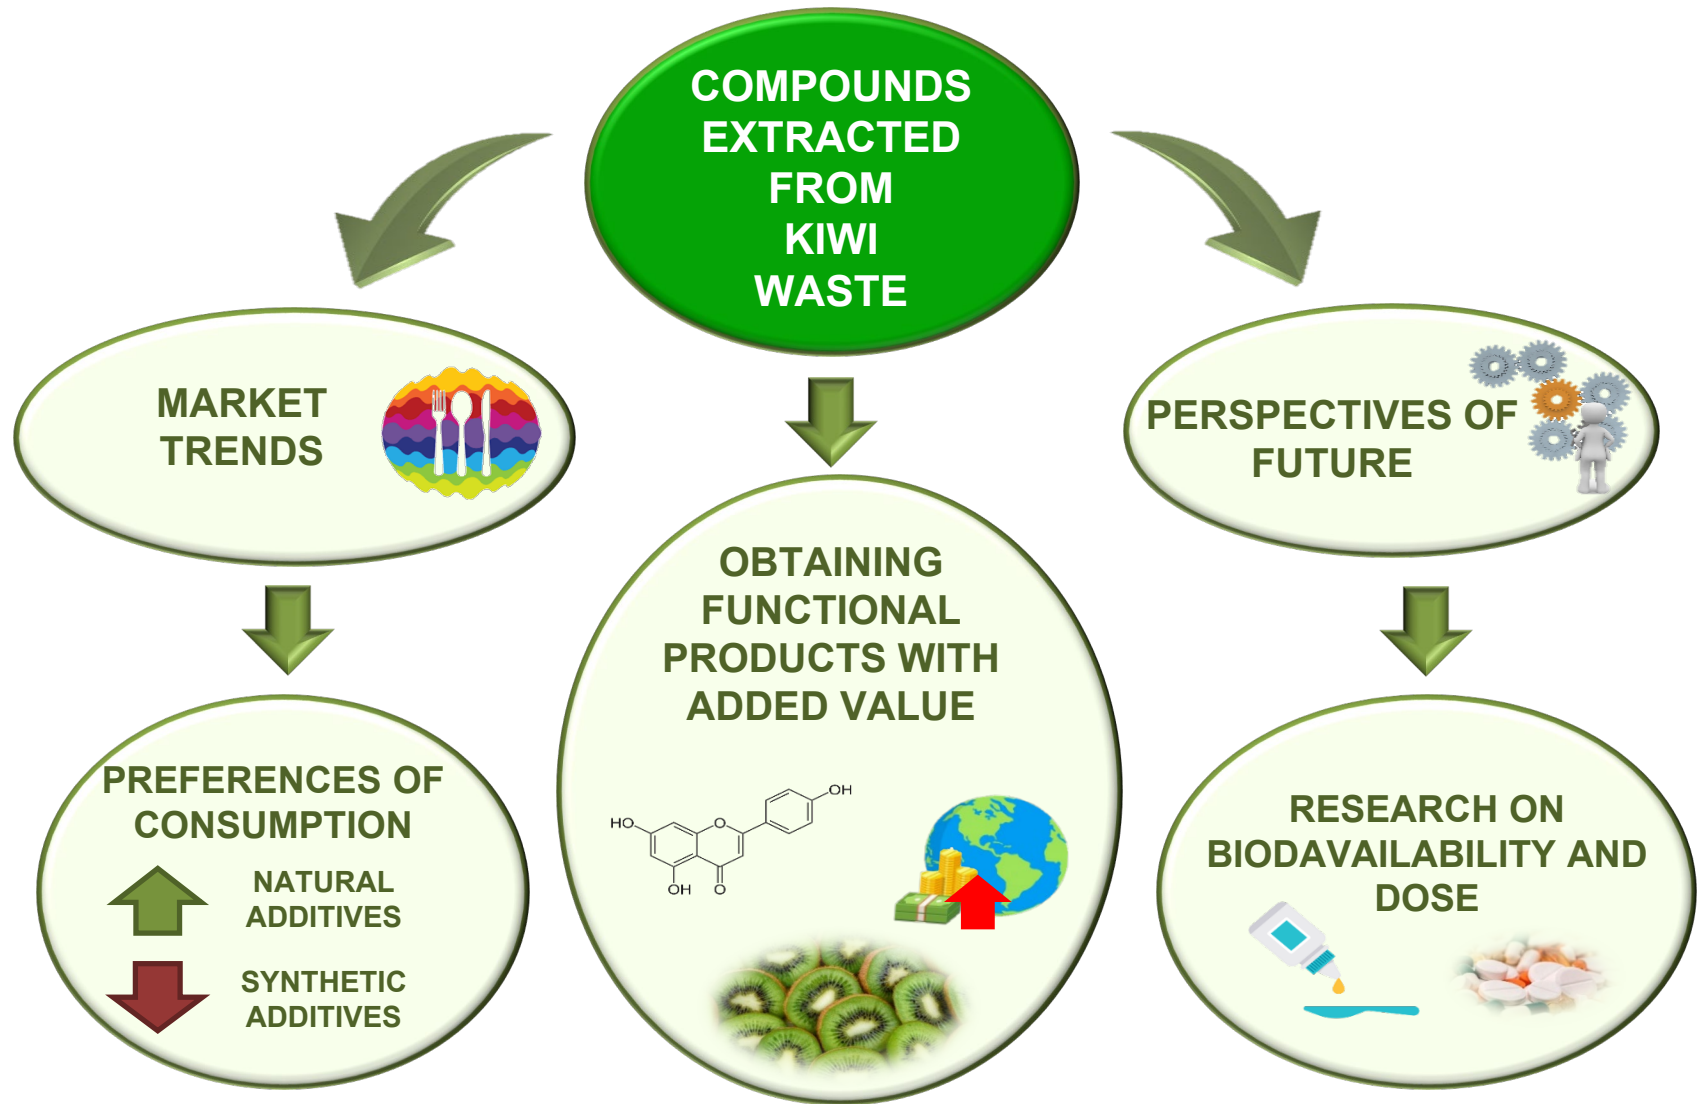 COMPOUNDS
EXTRACTED
FROM
KIWI
WASTE
MARKET
TRENDS
PREFERENCES OF
CONSUMPTION
NATURAL
ADDITIVES
SYNTHETIC
ADDITIVES
OBTAINING
FUNCTIONAL
PRODUCTS WITH
ADDED VALUE
OH
HO
O
OH
O
PERSPECTIVES OF
FUTURE
RESEARCH ON
BIODAVAILABILITY AND
DOSE